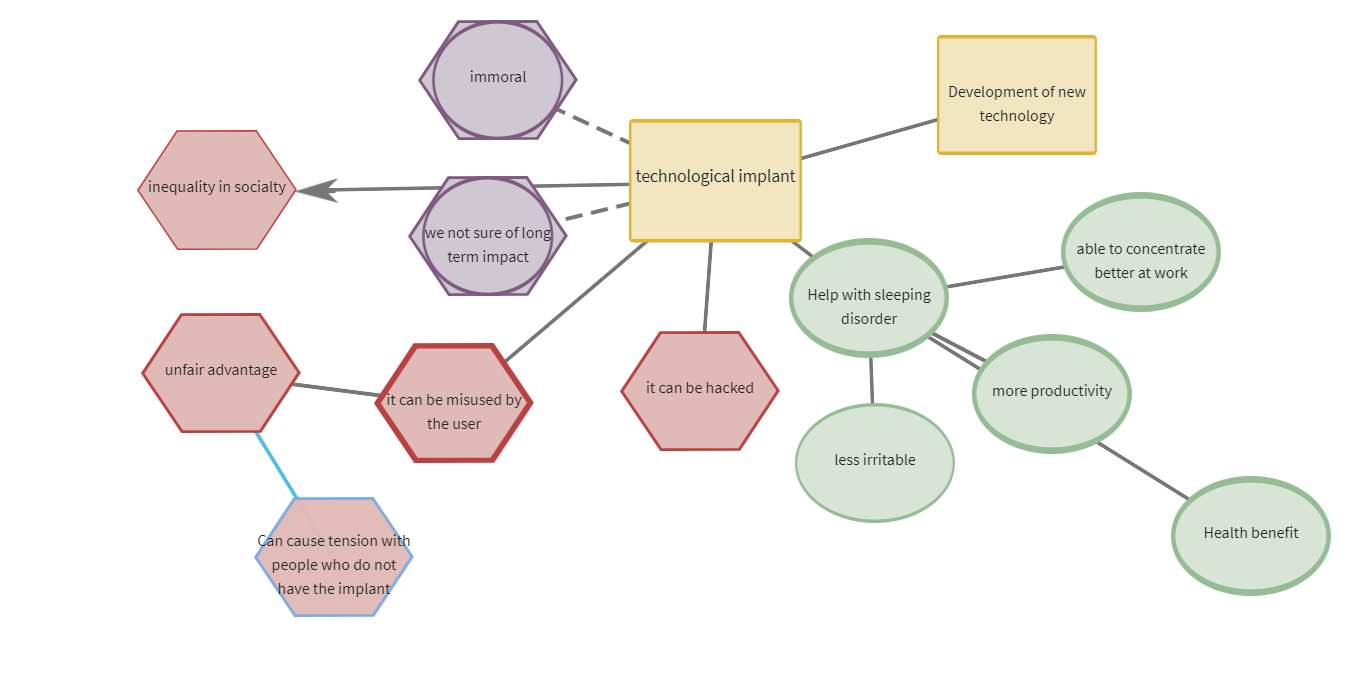 immoral
Development of new
technology
technological implant
inequality in socialty
we not sure of long
term impact
able to concentrate
better at work
Help with sleeping
disorder
unfair advantage
it can be misused by
the user
it can be hacked
more productivity
less irritable
Health benefit
Can cause tension with
people who do not
have the implant